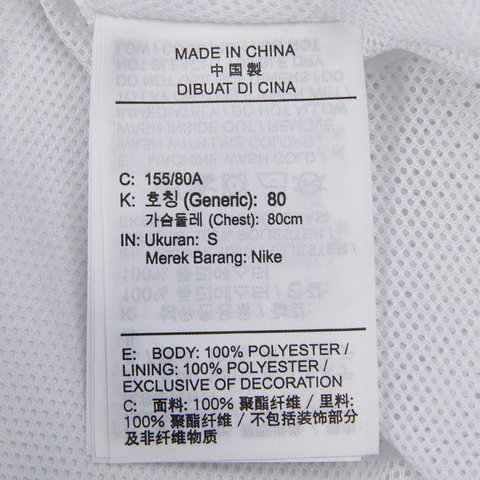 MADE IN CHINA
中国製
DIBUAT DI CINA
C: 155/80A
K: 호칭 (Generic): 80
가슴둘레 (Chest): 80cm
IN: Ukuran: S
Merek Barang: Nike
E: BODY: 100% POLYESTER /
LINING: 100% POLYESTER /
EXCLUSIVE OF DECORATION
C: 面料: 100% 聚酯纤维 / 里料:
100% 聚酯纤维 / 不包括装饰部分
及非纤维物质